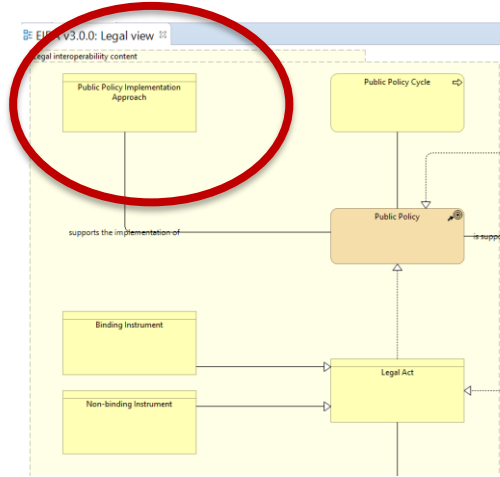 EIRA v3.0.0: Legal view
Legal interoperability content
Public Policy Implementation
Approach
Public Policy Cycle
Public Policy
supports the implementation of
is suppo
Binding Instrument
Legal Act
Non-binding Instrument